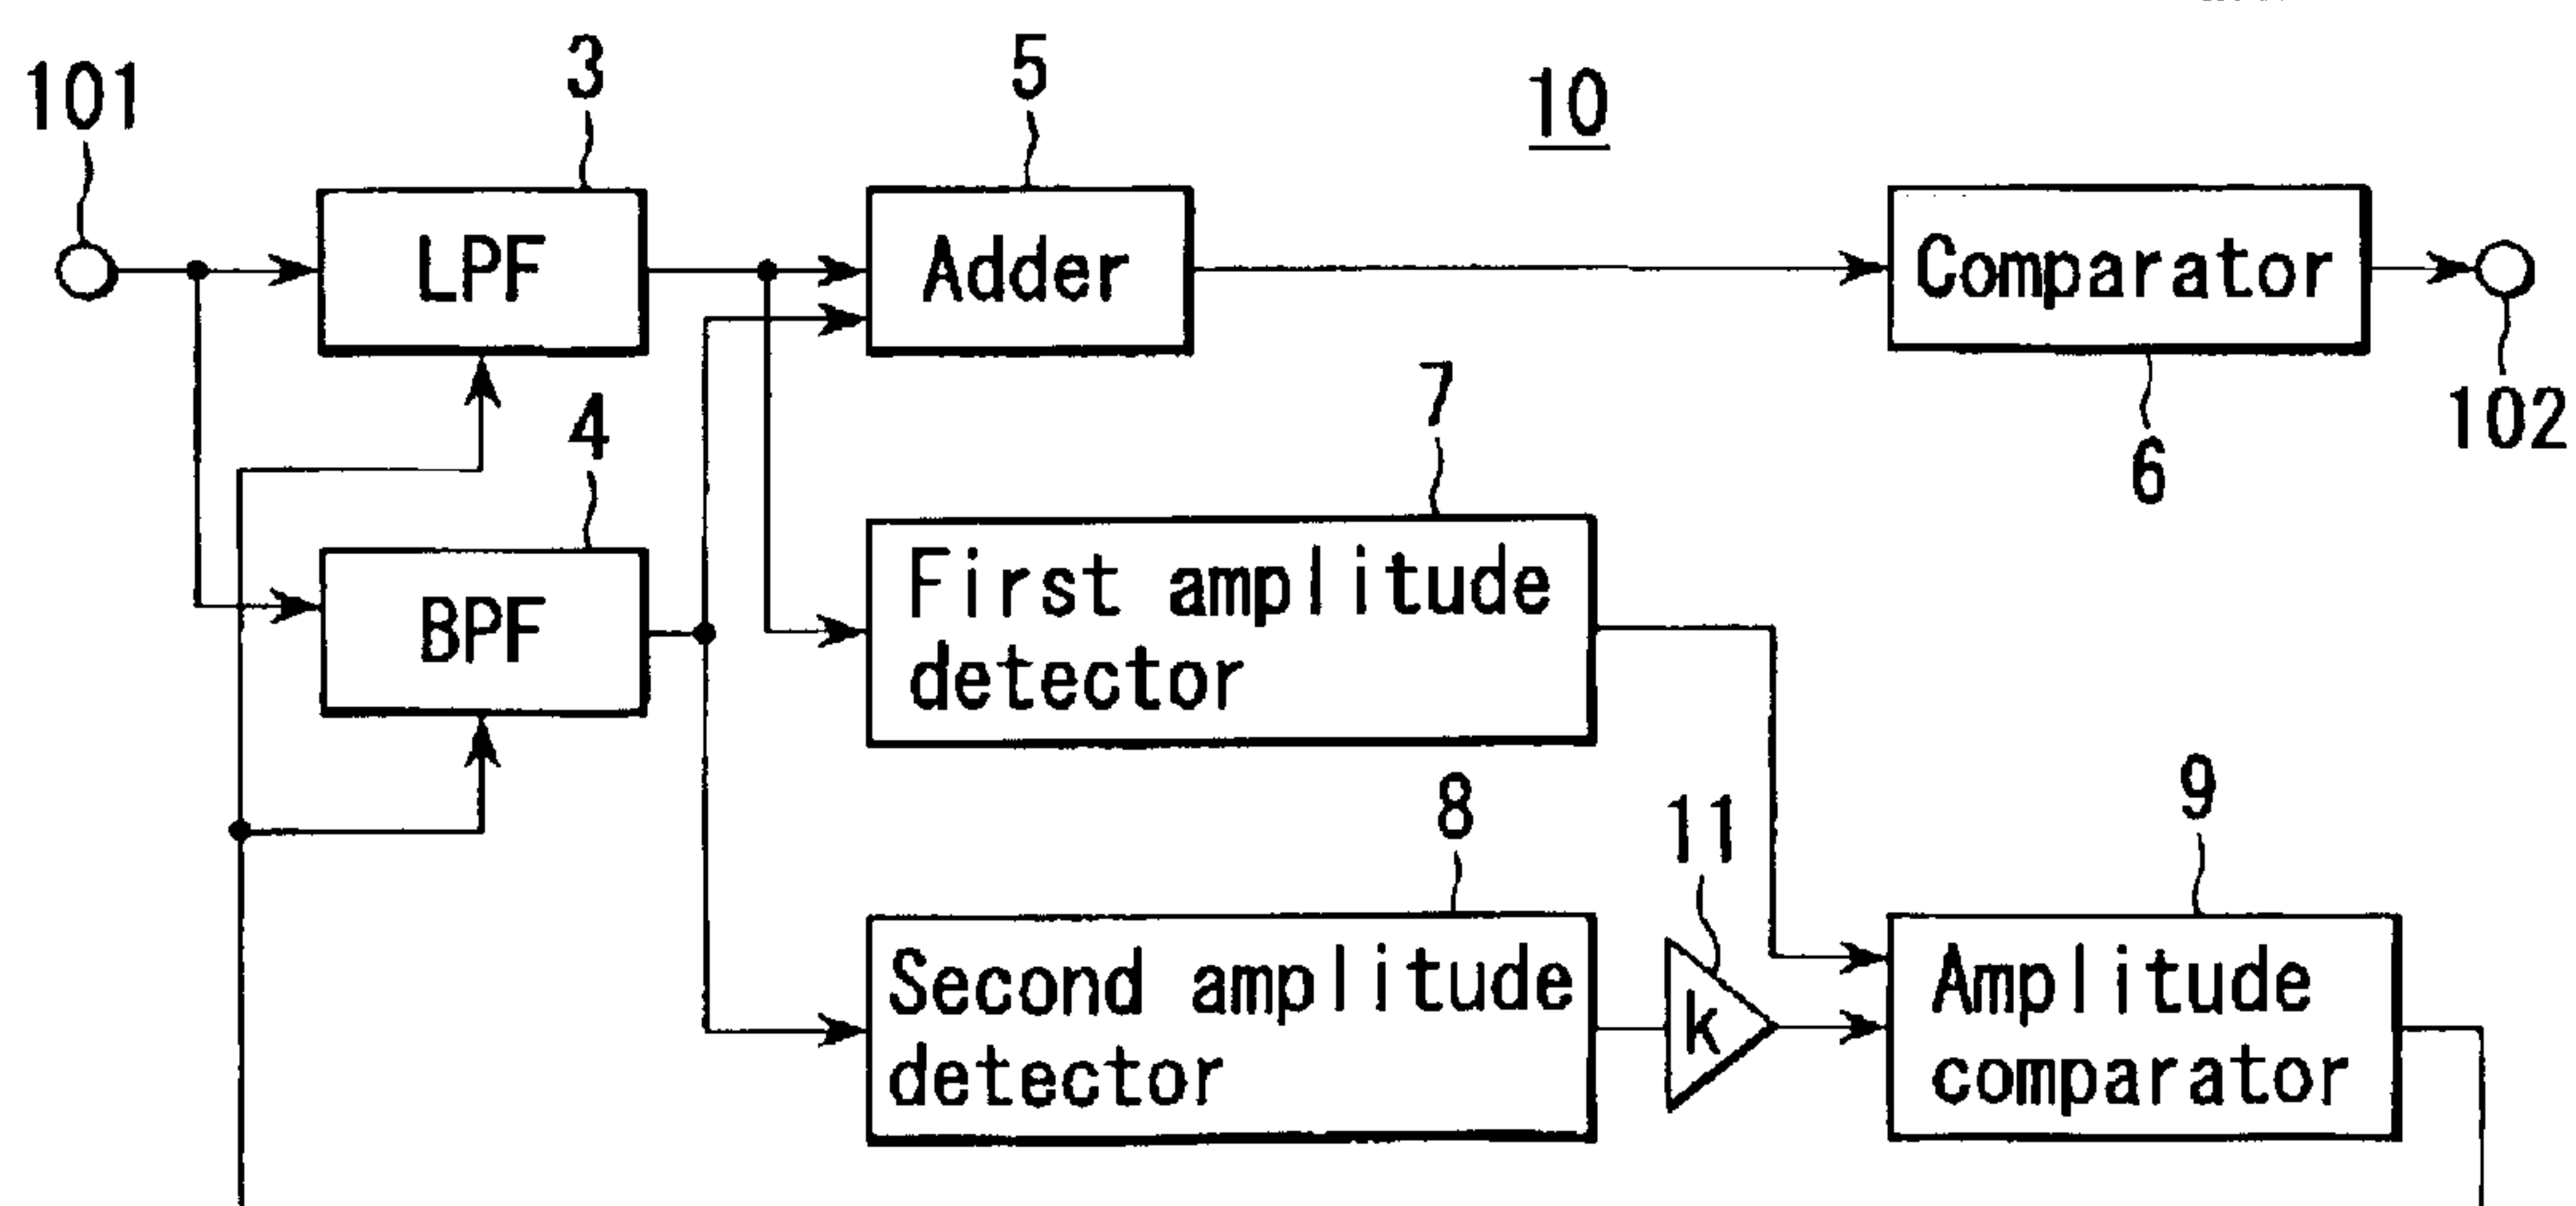 101
3
5
10
LPF
Adder
Comparator
102
4
7
6
BPF
First amplitude
detector
8
11
9
Second amplitude
detector
k
Amplitude
comparator